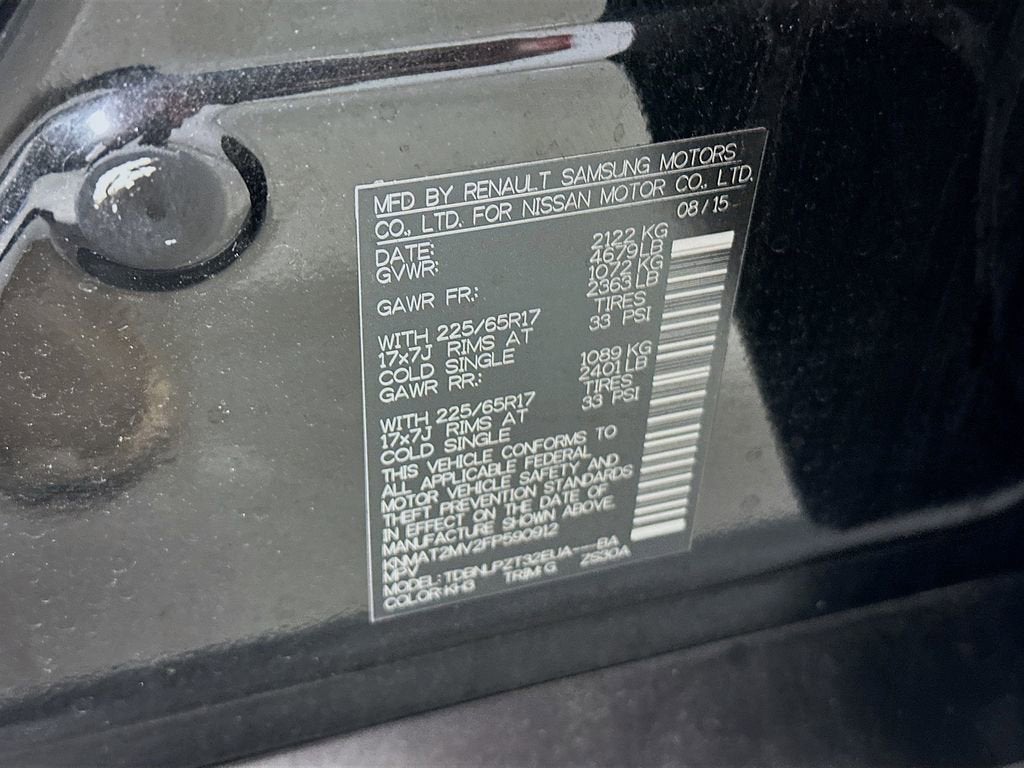 MFD BY RENAULT SAMSUNG MOTORS
CO., LTD. FOR NISSAN MOTOR CO., LTD.
DATE: 08/15
GVWR: 2122 KG
4679 LB
GAWR FR.: 1072 KG
2363 LB
WITH 225/65R17 TIRES
17x7J RIMS AT 33 PSI
COLD SINGLE
GAWR RR.: 1089 KG
2401 LB
WITH 225/65R17 TIRES
17x7J RIMS AT 33 PSI
COLD SINGLE
THIS VEHICLE CONFORMS TO
ALL APPLICABLE FEDERAL
MOTOR VEHICLE SAFETY AND
THEFT PREVENTION STANDARDS
IN EFFECT ON THE DATE OF
MANUFACTURE SHOWN ABOVE.
KNMAT2MV2FP590912
MPV
MODEL: TDBNLPZT32EUA---BA
COLOR:KH3 TRIM:G 2S30A